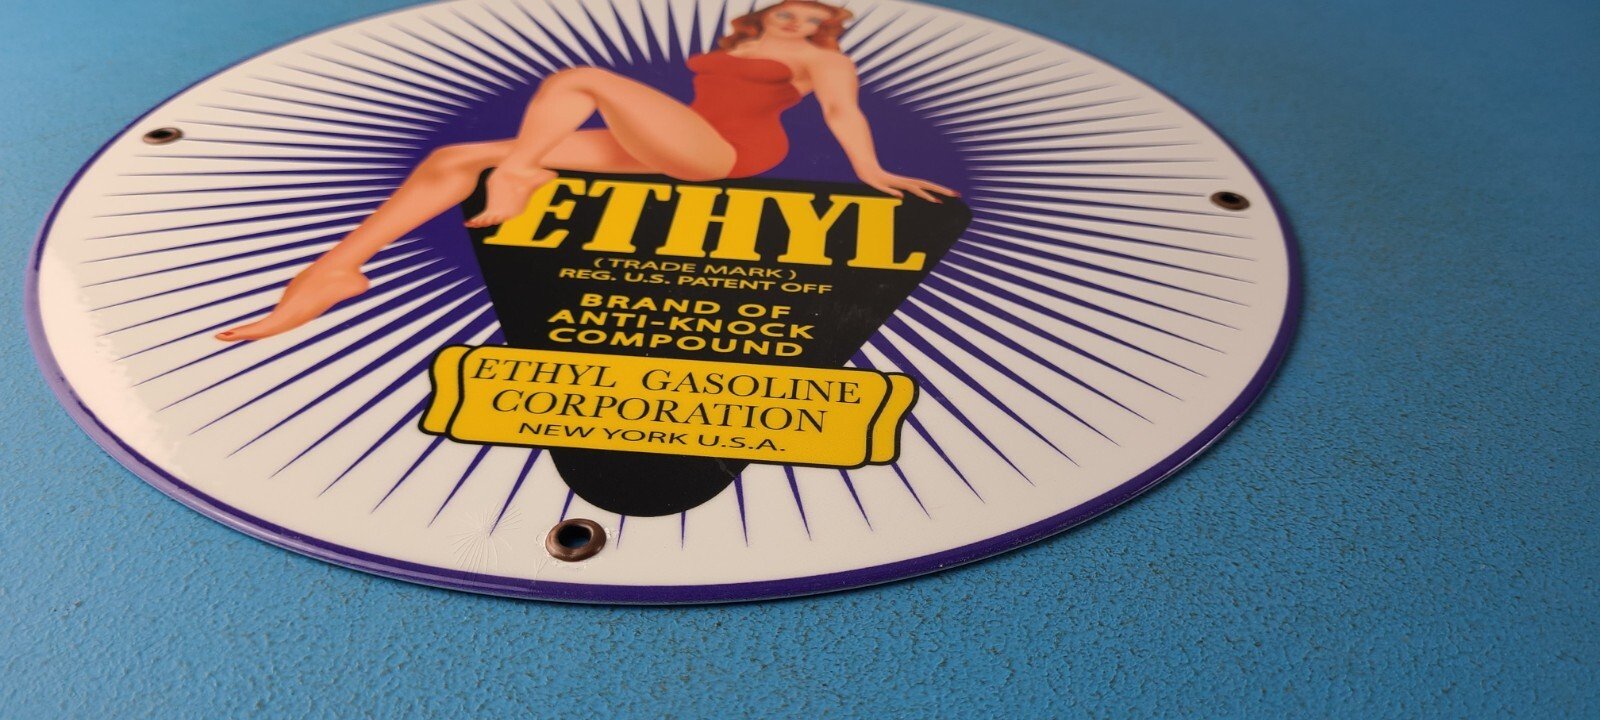 ETHYL
(TRADE MARK)
REG. U.S. PATENT OFF
BRAND OF
ANTI-KNOCK
COMPOUND
ETHYL GASOLINE
CORPORATION
NEW YORK U.S.A.